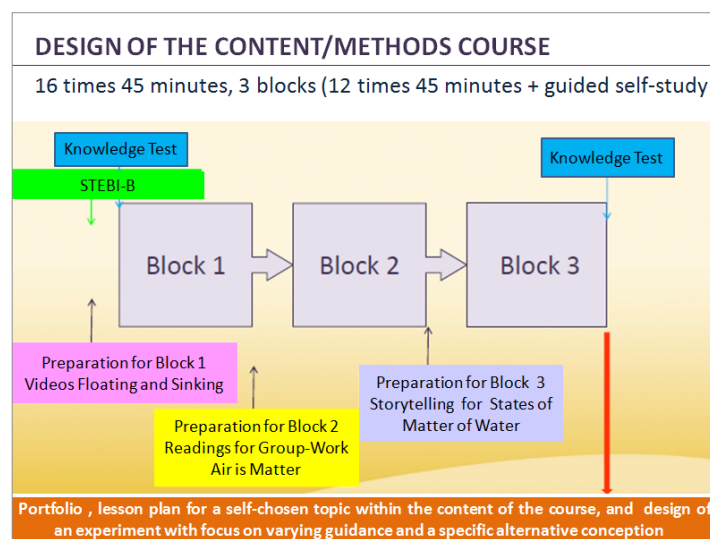 DESIGN OF THE CONTENT/METHODS COURSE
16 times 45 minutes, 3 blocks (12 times 45 minutes + guided self-study
Knowledge Test
Knowledge Test
STEBI-B
Block 1
Block 2
Block 3
Preparation for Block 1
Videos Floating and Sinking
Preparation for Block 2
Readings for Group-Work
Air is Matter
Preparation for Block 3
Storytelling for States of
Matter of Water
Portfolio , lesson plan for a self-chosen topic within the content of the course, and design of
an experiment with focus on varying guidance and a specific alternative conception